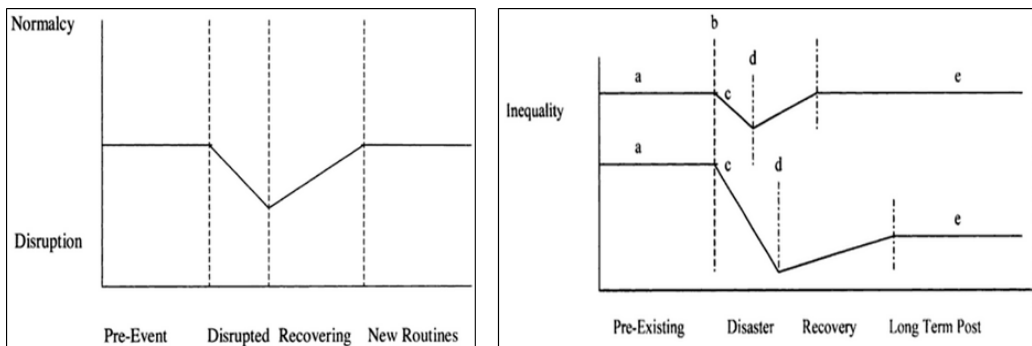 Normalcy
Disruption
Pre-Event Disrupted Recovering New Routines
b
d
a
c
e
Inequality
a
c
d
e
Pre-Existing Disaster Recovery Long Term Post